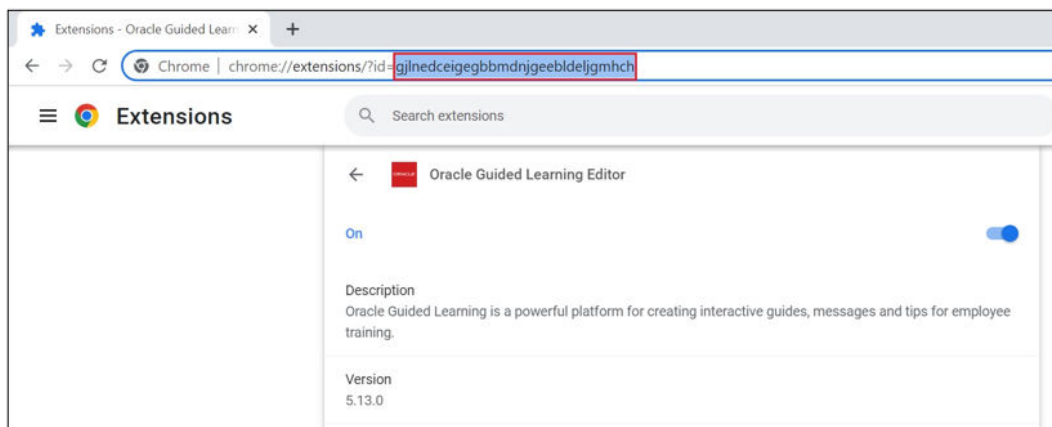 Extensions - Oracle Guided Learn
Chrome | chrome://extensions/?id=gjlnedceigegbbmdnjgeebldeljgmhch
Extensions
Search extensions
ORACLE
Oracle Guided Learning Editor
On
Description
Oracle Guided Learning is a powerful platform for creating interactive guides, messages and tips for employee
training.
Version
5.13.0